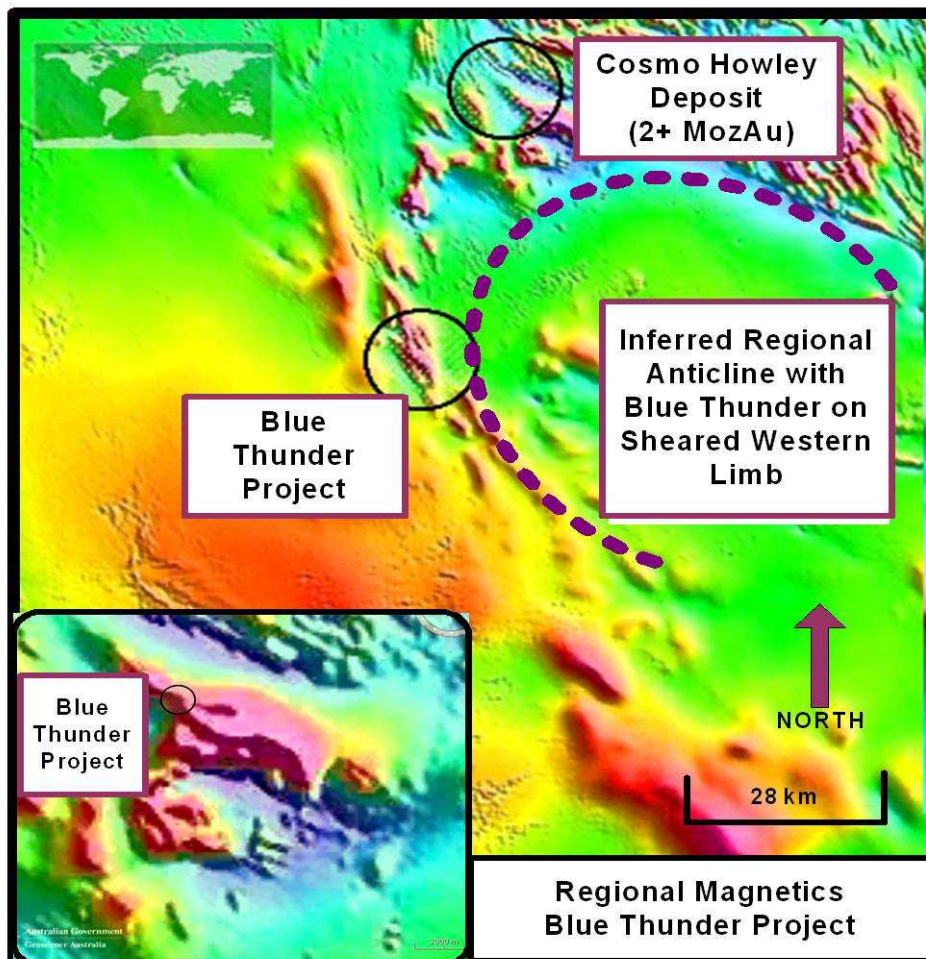 Cosmo Howley
Deposit
(2+ MozAu)
Inferred Regional
Anticline with
Blue Thunder on
Sheared Western
Limb
Blue
Thunder
Project
NORTH
28 km
Blue
Thunder
Project
Australian Government
Geoscience Australia
Regional Magnetics
Blue Thunder Project